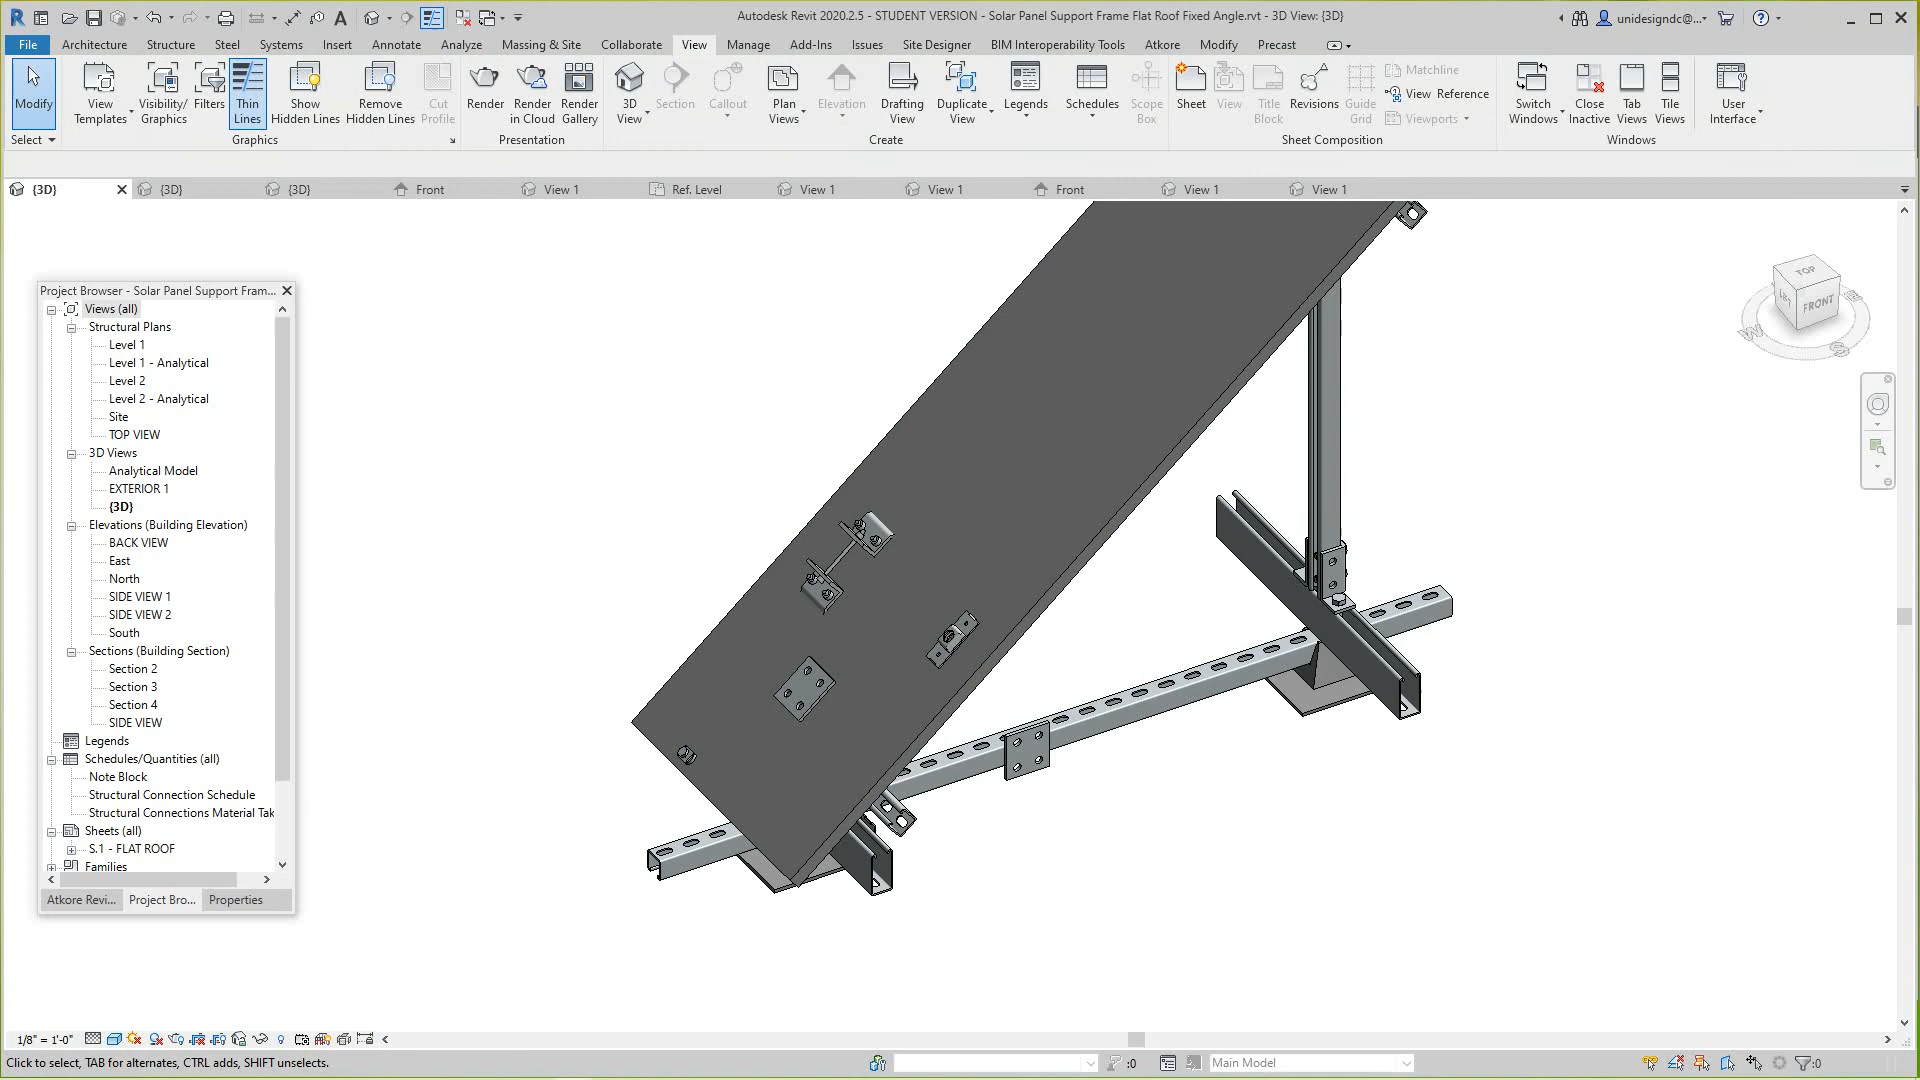 Autodesk Revit 2020.2.5 - STUDENT VERSION - Solar Panel Support Frame Flat Roof Fixed Angle.rvt - 3D View: {3D}
unidesigndc@...
File Architecture Structure Steel Systems Insert Annotate Analyze Massing & Site Collaborate View Manage Add-Ins Issues Site Designer BIM Interoperability Tools Atkore Modify Precast
Modify
View Templates
Visibility/ Graphics
Filters
Thin Lines
Show Hidden Lines
Remove Hidden Lines
Cut Profile
Render
Render in Cloud
Render Gallery
3D View
Section
Callout
Plan Views
Elevation
Drafting View
Duplicate View
Legends
Schedules
Scope Box
Sheet
View
Title Block
Revisions
Guide Grid
Matchline
View Reference
Viewports
Switch Windows
Close Inactive
Tab Views
Tile Views
User Interface
Select Graphics Presentation Create Sheet Composition Windows
{3D} {3D} {3D} Front View 1 Ref. Level View 1 View 1 Front View 1 View 1
TOP
FRONT
W
S
Project Browser - Solar Panel Support Fram...
Views (all)
Structural Plans
Level 1
Level 1 - Analytical
Level 2
Level 2 - Analytical
Site
TOP VIEW
3D Views
Analytical Model
EXTERIOR 1
{3D}
Elevations (Building Elevation)
BACK VIEW
East
North
SIDE VIEW 1
SIDE VIEW 2
South
Sections (Building Section)
Section 2
Section 3
Section 4
SIDE VIEW
Legends
Schedules/Quantities (all)
Note Block
Structural Connection Schedule
Structural Connections Material Tak
Sheets (all)
S.1 - FLAT ROOF
Families
Atkore Revi... Project Bro... Properties
1/8" = 1'-0"
Click to select, TAB for alternates, CTRL adds, SHIFT unselects.
:0
Main Model
:0